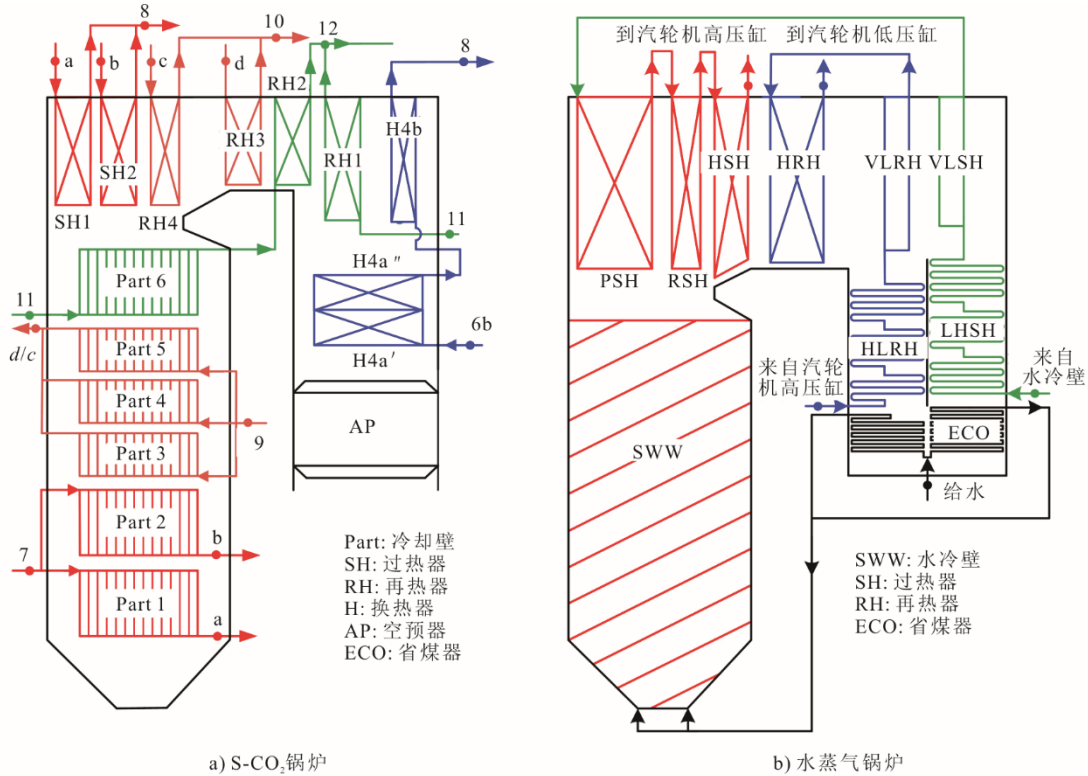 8
10
12
8
a
b
c
d
RH2
H4b
RH3
RH1
SH2
SH1
RH4
11
H4a″
Part 6
11
6b
H4a′
d/c
Part 5
Part 4
9
AP
Part 3
Part 2
7
b
Part 1
a
Part: 冷却壁
SH: 过热器
RH: 再热器
H: 换热器
AP: 空预器
ECO: 省煤器
a) S-CO₂锅炉
到汽轮机高压缸
到汽轮机低压缸
HSH
HRH
VLRH
VLSH
PSH
RSH
LHSH
HLRH
来自汽轮
机高压缸
来自
水冷壁
ECO
SWW
给水
SWW: 水冷壁
SH: 过热器
RH: 再热器
ECO: 省煤器
b) 水蒸气锅炉